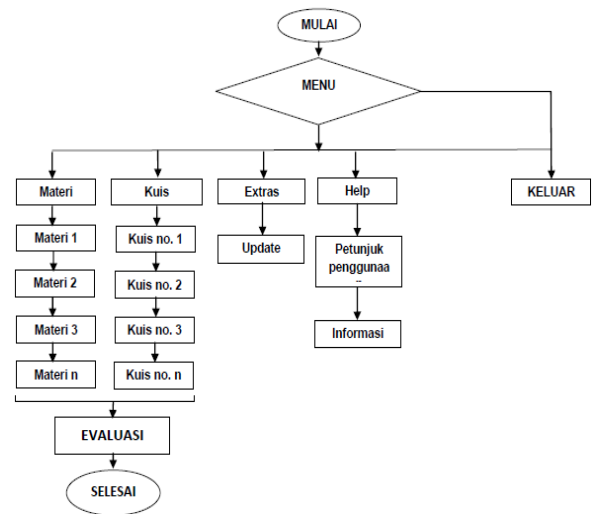 MULAI
MENU
Materi
Kuis
Extras
Help
KELUAR
Materi 1
Kuis no. 1
Update
Petunjuk
penggunaa
Materi 2
Kuis no. 2
Materi 3
Kuis no. 3
Informasi
Materi n
Kuis no. n
EVALUASI
SELESAI